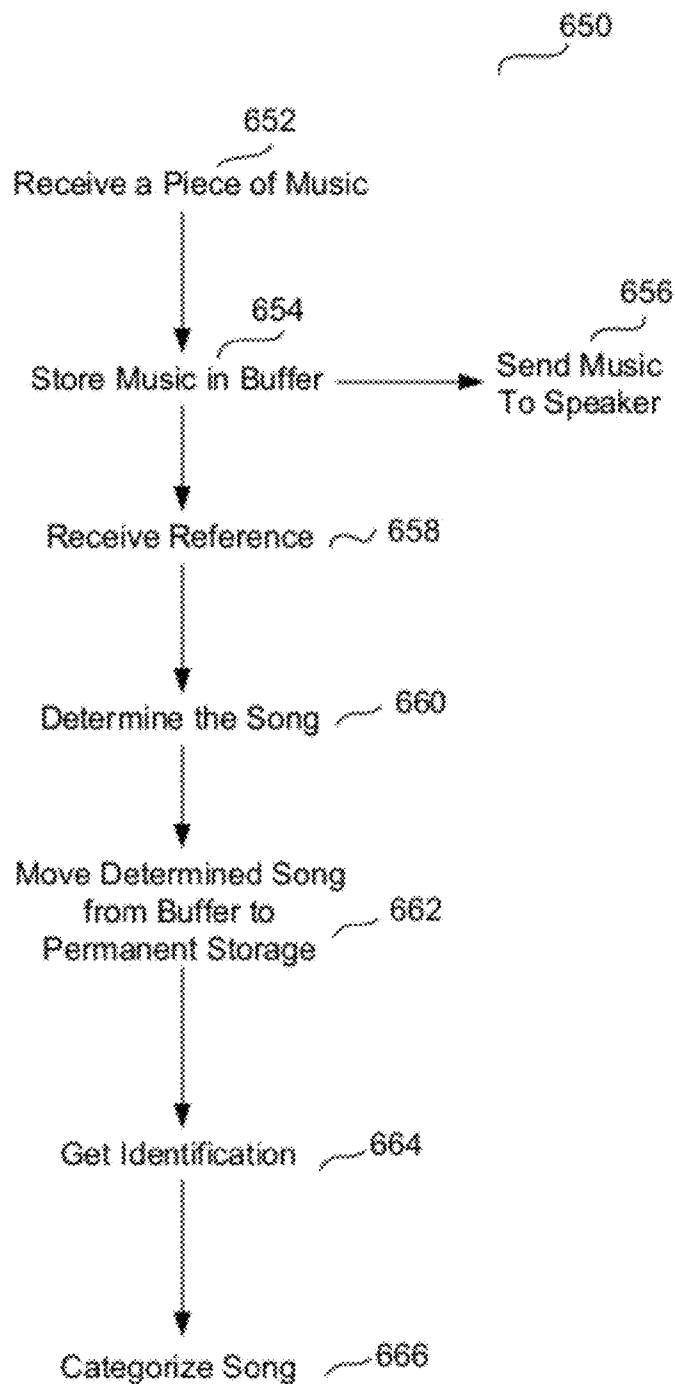 650
652
Receive a Piece of Music
654
Store Music in Buffer
656
Send Music
To Speaker
Receive Reference 658
Determine the Song 660
Move Determined Song
from Buffer to 662
Permanent Storage
Get Identification 664
Categorize Song 666